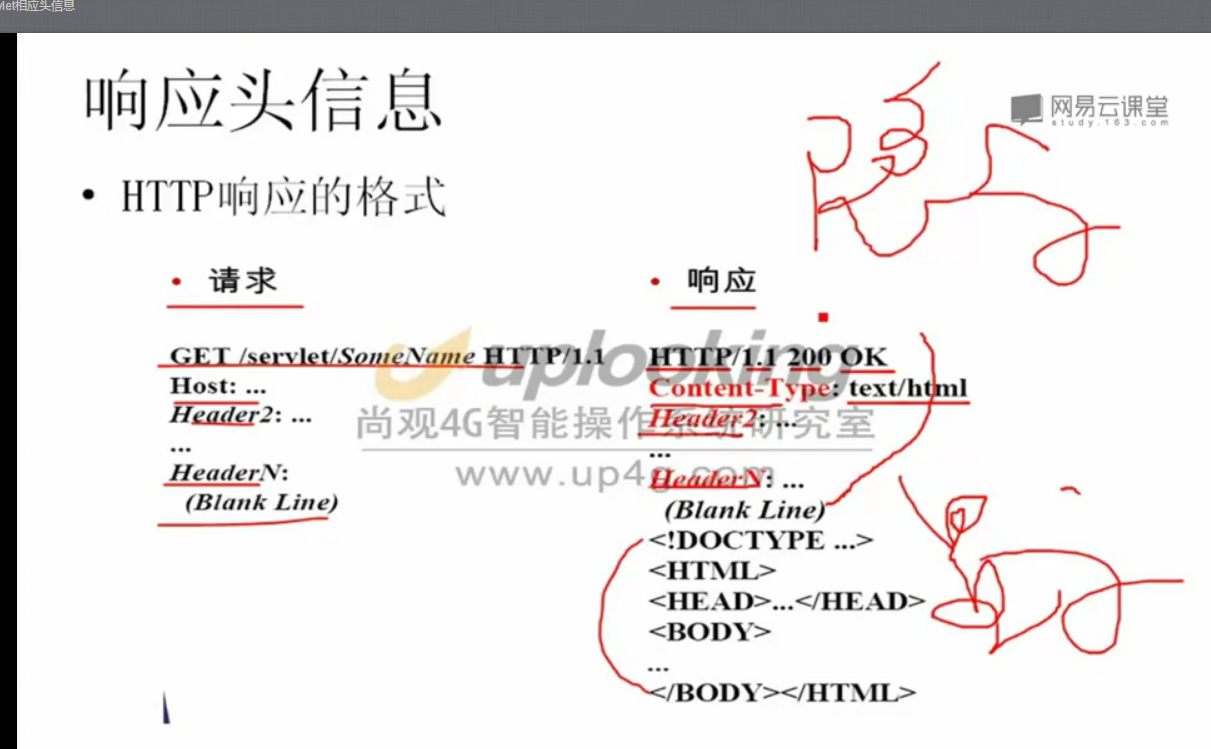 vlet相应头信息
响应头信息
网易云课堂
study.163.com
• HTTP响应的格式
• 请求
GET /servlet/SomeName HTTP/1.1
Host: ...
Header2: ...
...
HeaderN:
(Blank Line)
• 响应
HTTP/1.1 200 OK
Content-Type: text/html
Header2: ...
...
HeaderN: ...
(Blank Line)
<!DOCTYPE ...>
<HTML>
<HEAD>...</HEAD>
<BODY>
...
</BODY></HTML>
uplooking
尚观4G智能操作系统研究室
www.up4g.com